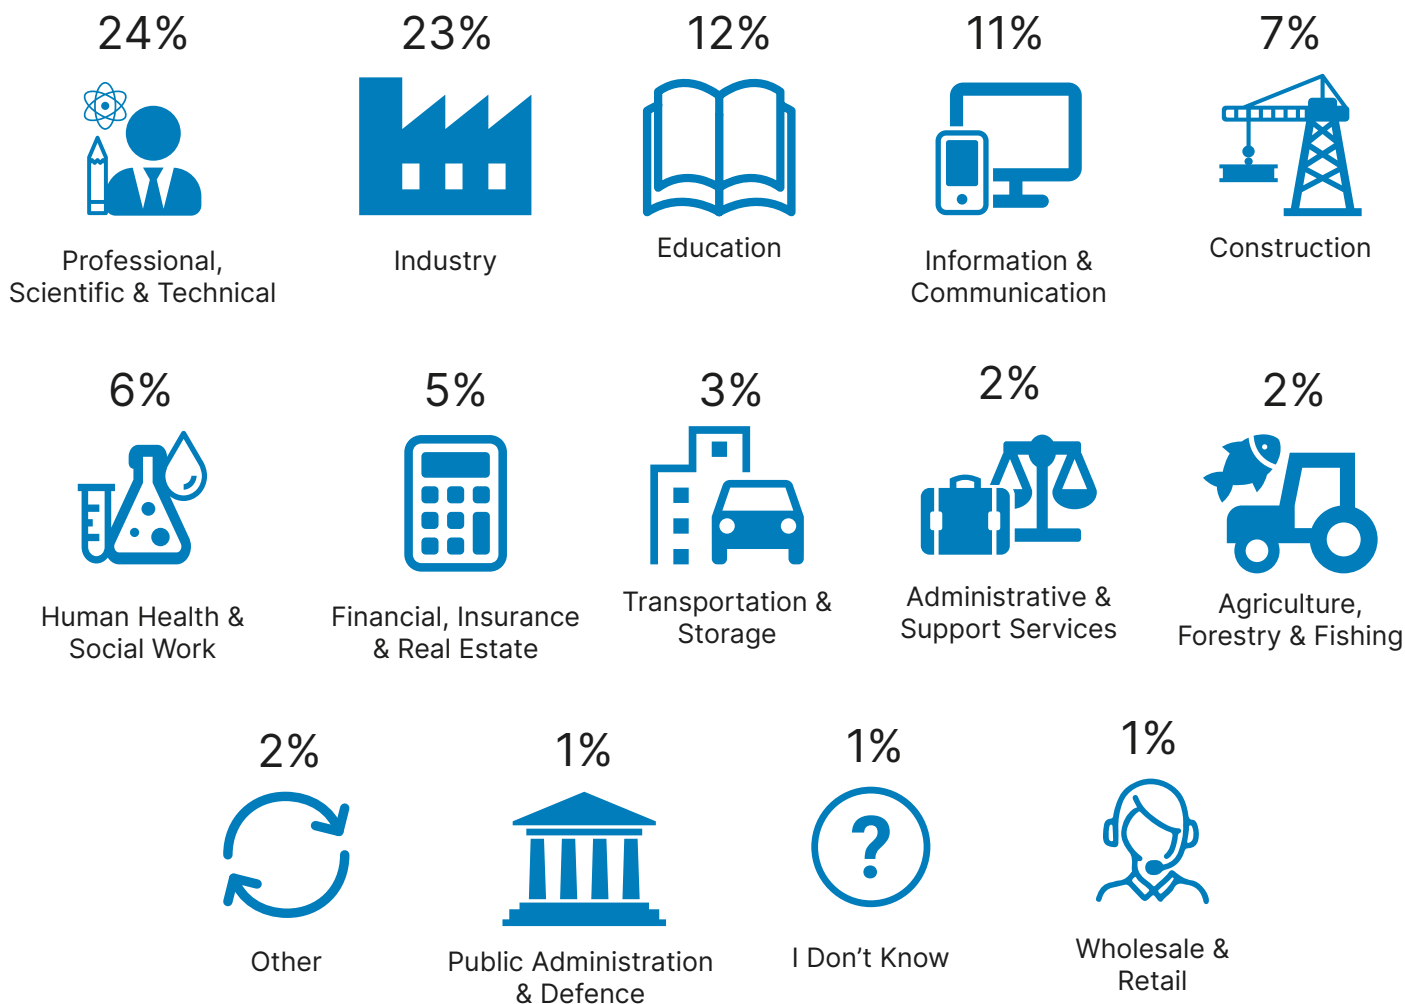 24%
23%
12%
11%
7%
Professional,
Scientific & Technical
Industry
Education
Information &
Communication
Construction
6%
5%
3%
2%
2%
Human Health &
Social Work
Financial, Insurance
& Real Estate
Transportation &
Storage
Administrative &
Support Services
Agriculture,
Forestry & Fishing
2%
1%
1%
1%
?
Other
Public Administration
& Defence
I Don’t Know
Wholesale &
Retail